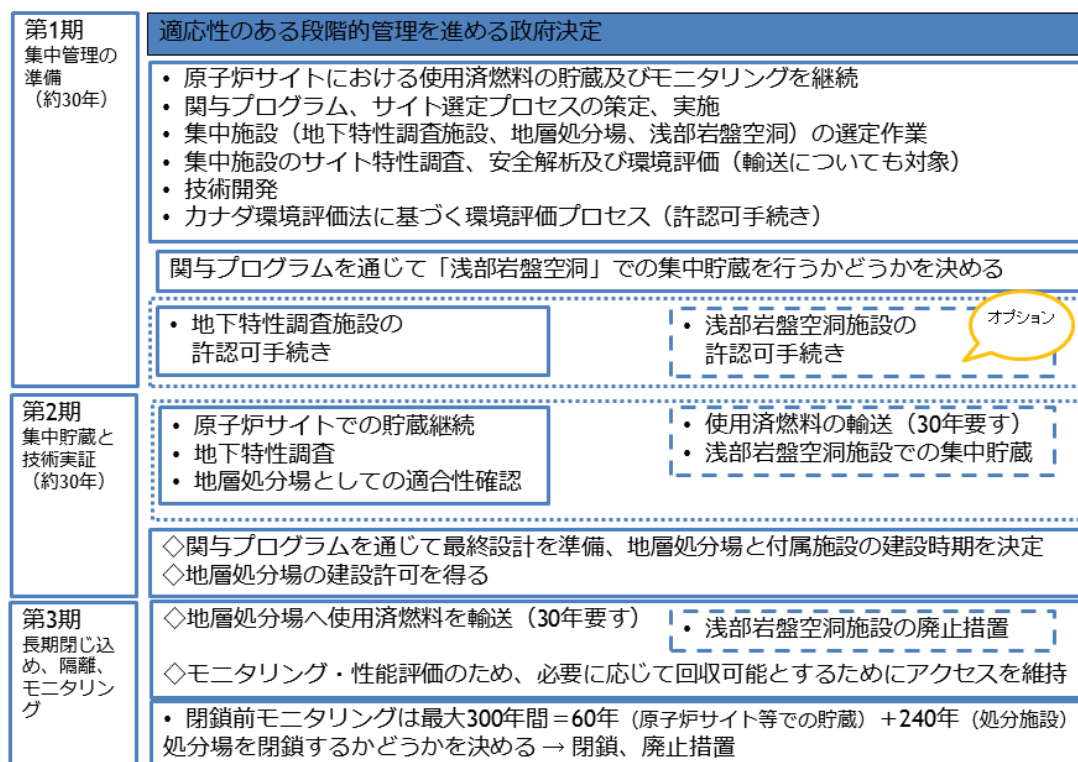 第1期
集中管理の
準備
（約30年）
適応性のある段階的管理を進める政府決定
• 原子炉サイトにおける使用済燃料の貯蔵及びモニタリングを継続
• 関与プログラム、サイト選定プロセスの策定、実施
• 集中施設（地下特性調査施設、地層処分場、浅部岩盤空洞）の選定作業
• 集中施設のサイト特性調査、安全解析及び環境評価（輸送についても対象）
• 技術開発
• カナダ環境評価法に基づく環境評価プロセス（許認可手続き）
関与プログラムを通じて「浅部岩盤空洞」での集中貯蔵を行うかどうかを決める
• 地下特性調査施設の
許認可手続き
• 浅部岩盤空洞施設の
許認可手続き
オプション
第2期
集中貯蔵と
技術実証
（約30年）
• 原子炉サイトでの貯蔵継続
• 地下特性調査
• 地層処分場としての適合性確認
• 使用済燃料の輸送（30年要す）
• 浅部岩盤空洞施設での集中貯蔵
◇関与プログラムを通じて最終設計を準備、地層処分場と付属施設の建設時期を決定
◇地層処分場の建設許可を得る
第3期
長期閉じ込
め、隔離、
モニタリン
グ
◇地層処分場へ使用済燃料を輸送（30年要す）
• 浅部岩盤空洞施設の廃止措置
◇モニタリング・性能評価のため、必要に応じて回収可能とするためにアクセスを維持
• 閉鎖前モニタリングは最大300年間＝60年（原子炉サイト等での貯蔵）＋240年（処分施設）
処分場を閉鎖するかどうかを決める → 閉鎖、廃止措置